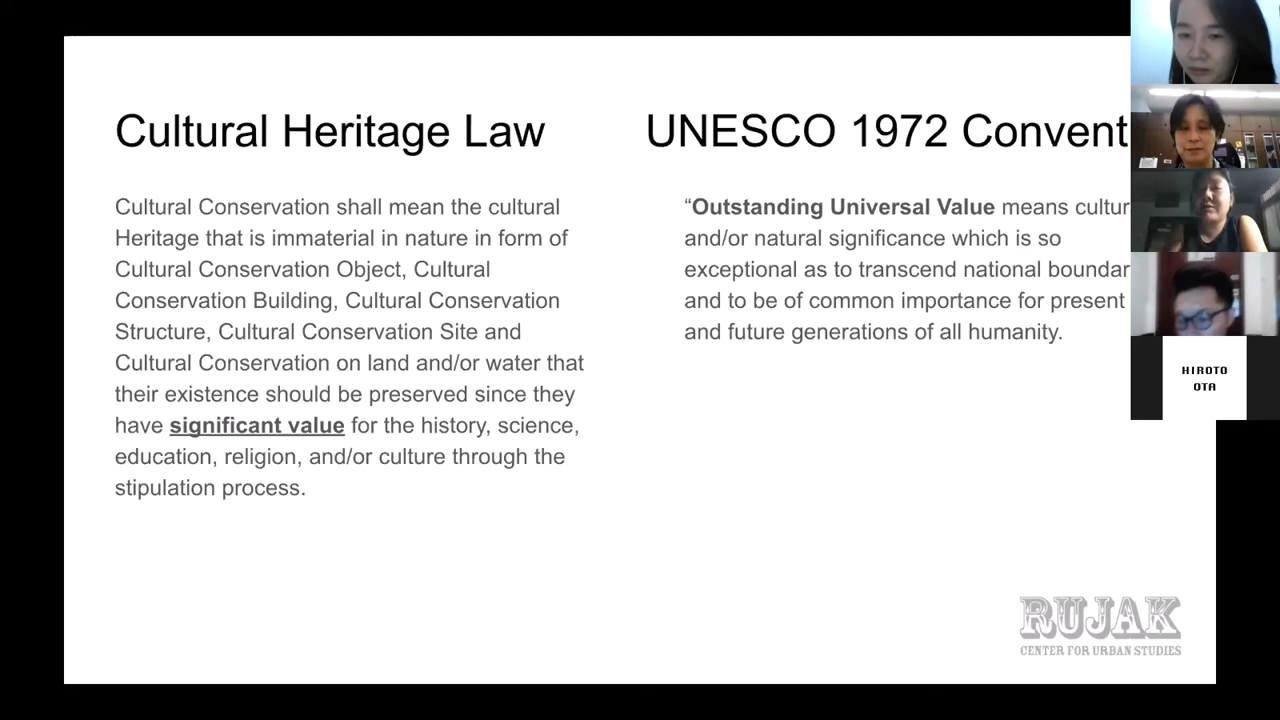 Cultural Heritage Law
Cultural Conservation shall mean the cultural
Heritage that is immaterial in nature in form of
Cultural Conservation Object, Cultural
Conservation Building, Cultural Conservation
Structure, Cultural Conservation Site and
Cultural Conservation on land and/or water that
their existence should be preserved since they
have significant value for the history, science,
education, religion, and/or culture through the
stipulation process.
UNESCO 1972 Convent
“Outstanding Universal Value means cultur
and/or natural significance which is so
exceptional as to transcend national boundar
and to be of common importance for present
and future generations of all humanity.
RUJAK
CENTER FOR URBAN STUDIES
HIROTO
OTA